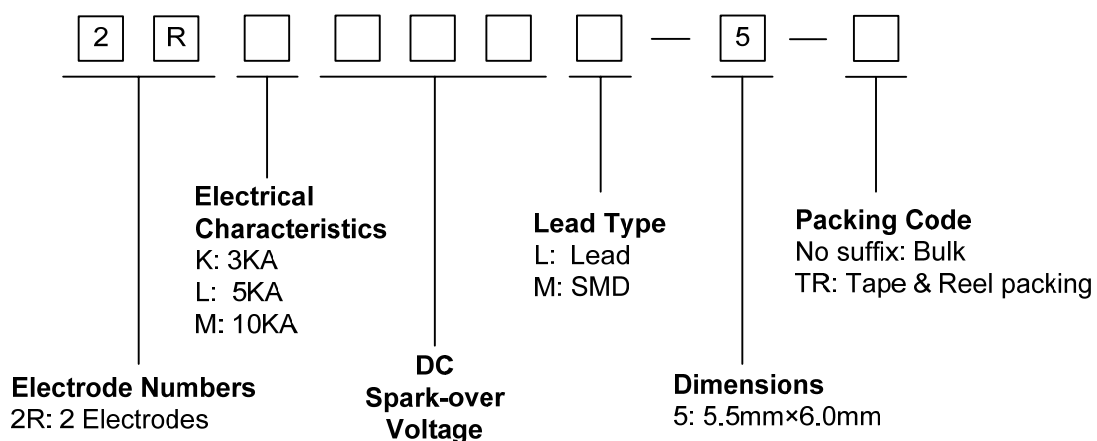 2 R — 5 —
Electrical
Characteristics
K: 3KA
L: 5KA
M: 10KA
Lead Type
L: Lead
M: SMD
Packing Code
No suffix: Bulk
TR: Tape & Reel packing
Electrode Numbers
2R: 2 Electrodes
DC
Spark-over
Voltage
Dimensions
5: 5.5mm×6.0mm